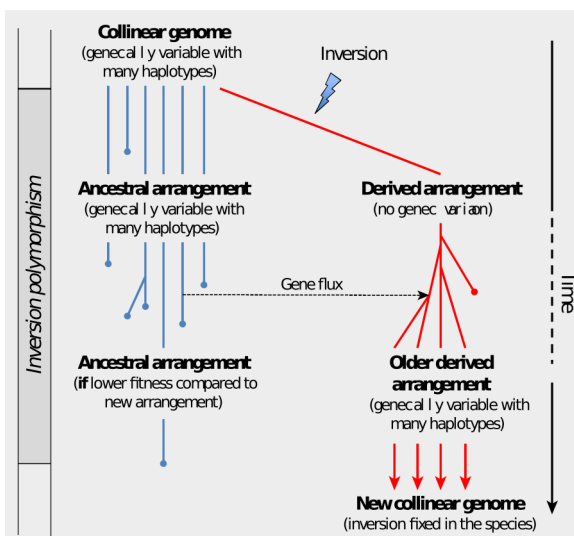 Collinear genome
(genecal l y variable with
many haplotypes)
Inversion
Inversion polymorphism
Ancestral arrangement
(genecal l y variable with
many haplotypes)
Derived arrangement
(no genec variaon)
Time
Gene flux
Ancestral arrangement
(if lower fitness compared to
new arrangement)
Older derived
arrangement
(genecal l y variable with
many haplotypes)
New collinear genome
(inversion fixed in the species)